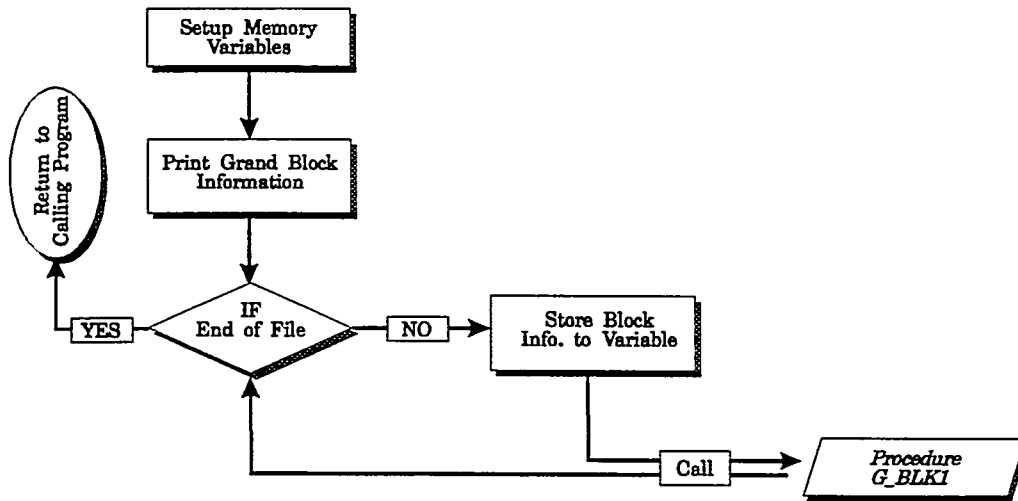 Setup Memory
Variables
Return to
Calling Program
Print Grand Block
Information
IF
End of File
YES
NO
Store Block
Info. to Variable
Call
Procedure
G_BLK1